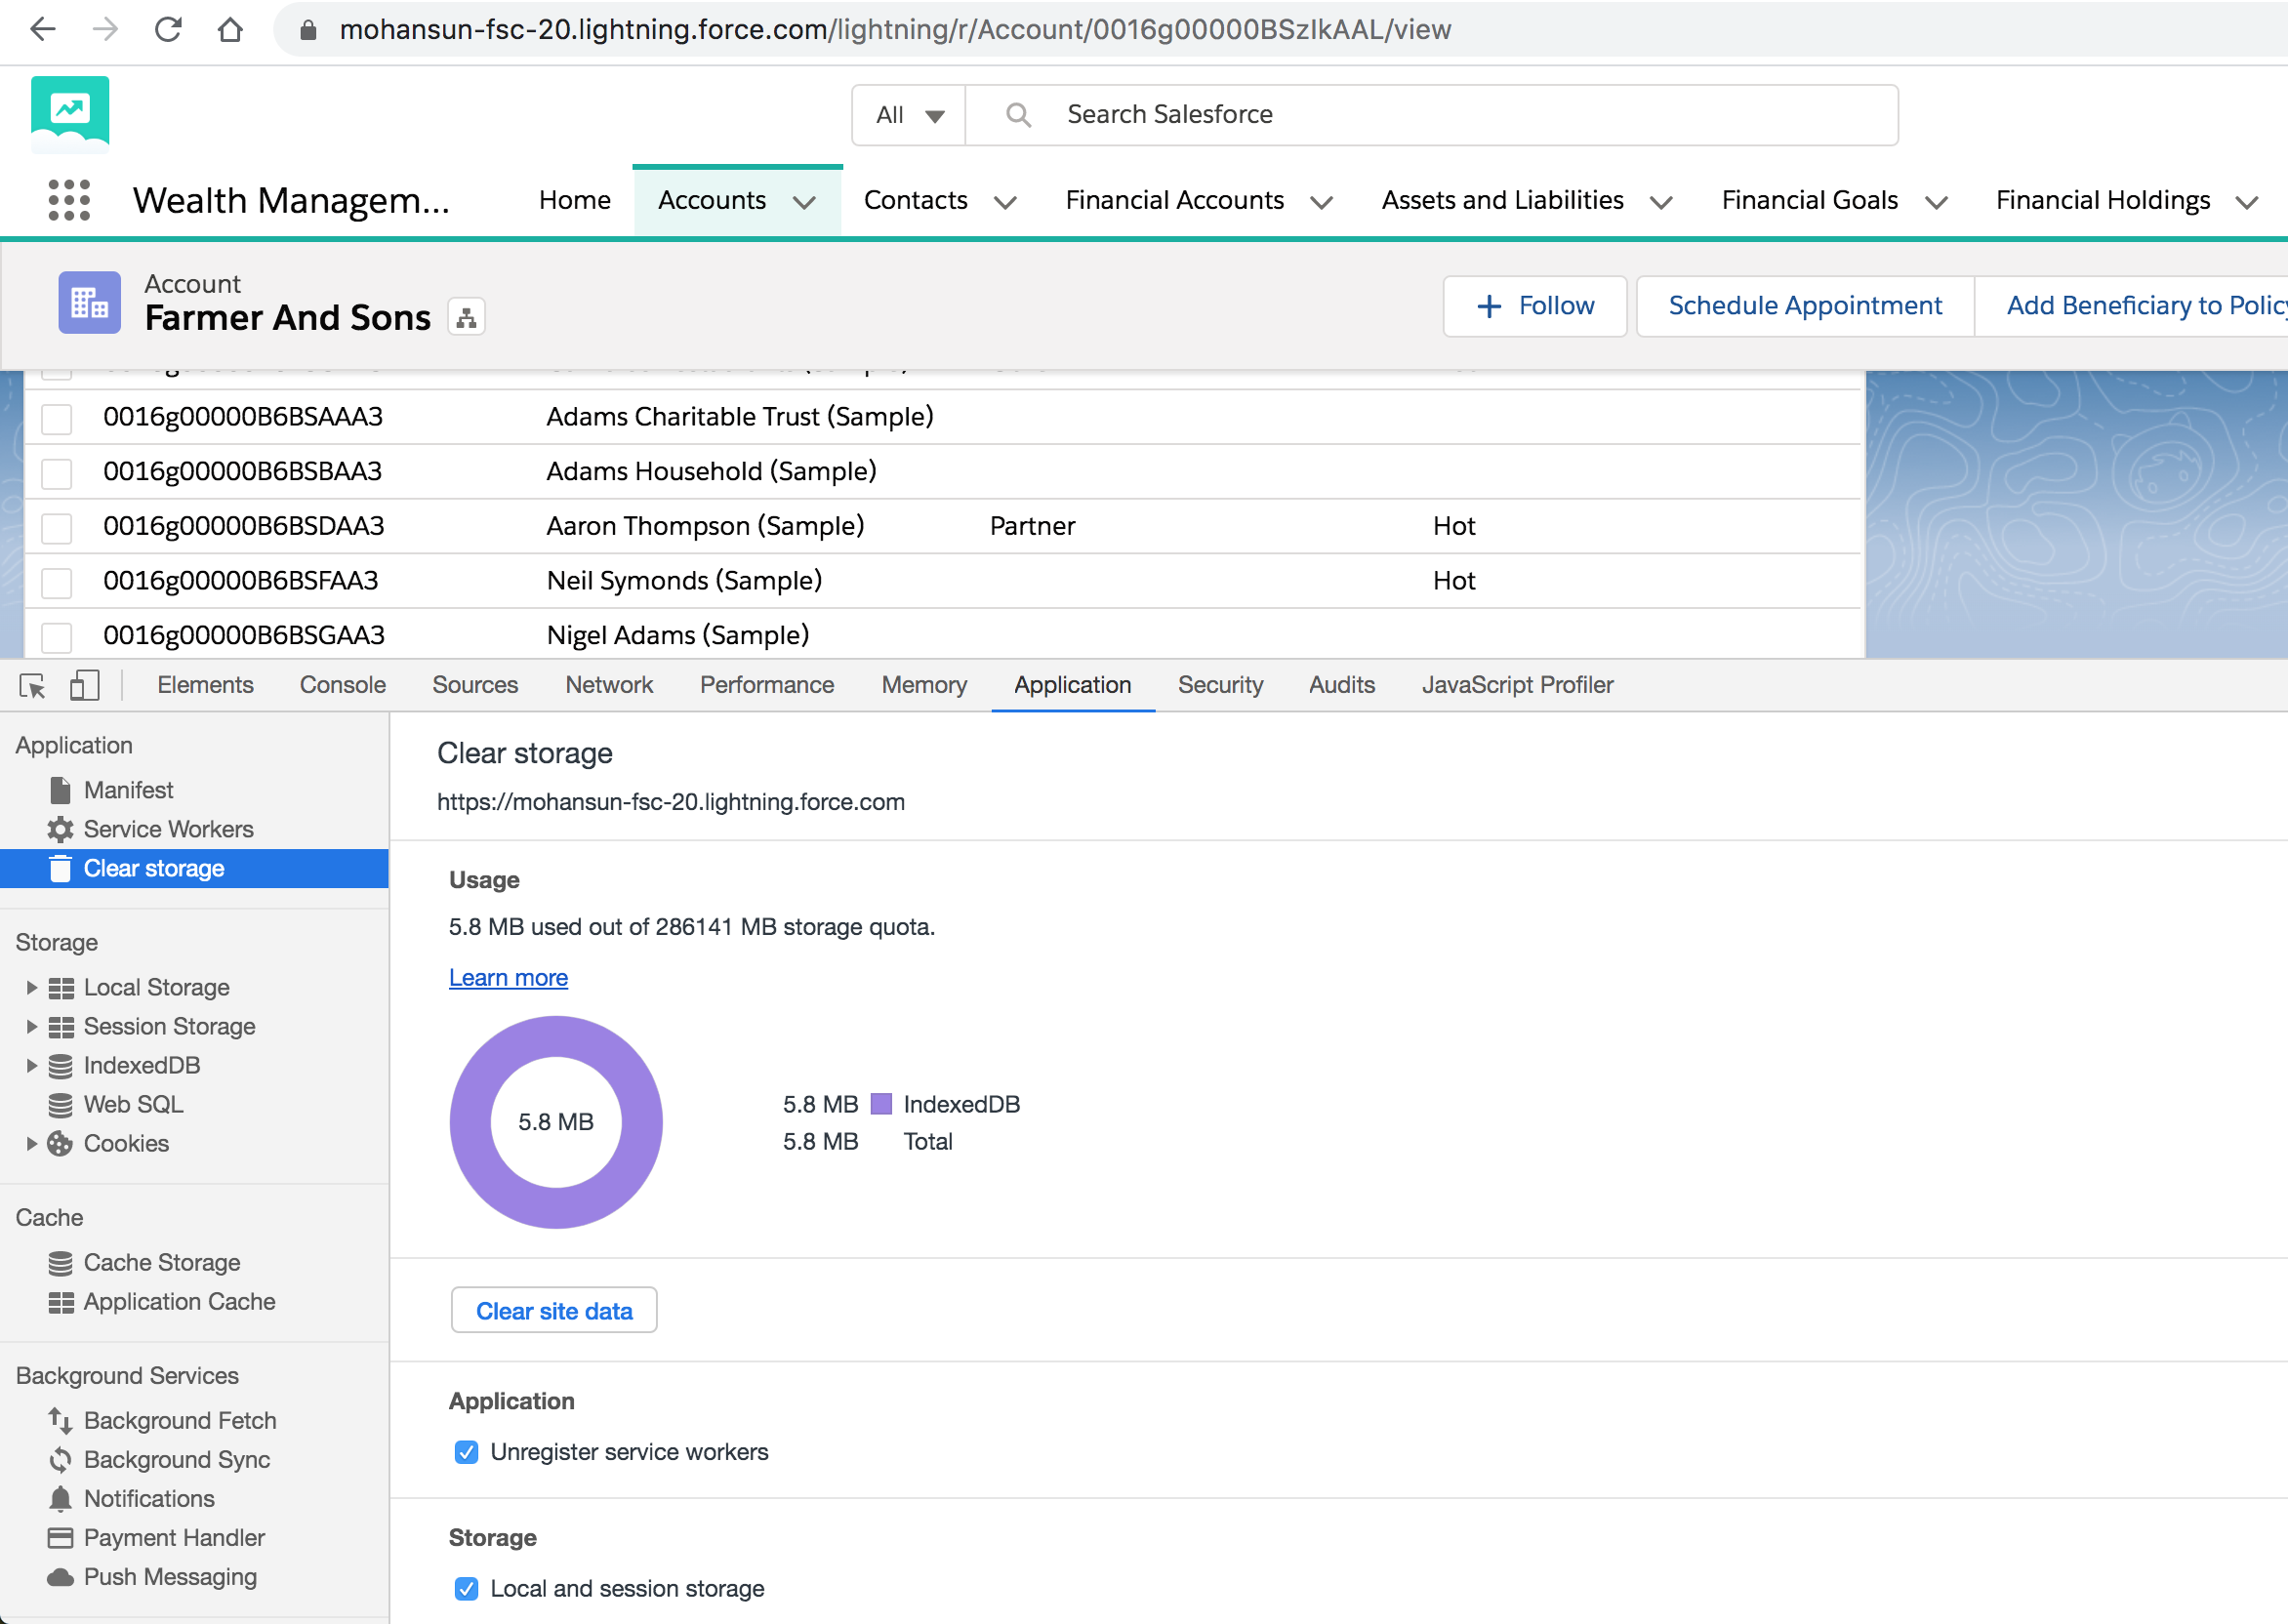 mohansun-fsc-20.lightning.force.com/lightning/r/Account/0016g00000BSzIkAAL/view
All Search Salesforce
Wealth Managem... Home Accounts Contacts Financial Accounts Assets and Liabilities Financial Goals Financial Holdings
Account
Farmer And Sons
Follow Schedule Appointment Add Beneficiary to Policy
0016g00000B6BSAAA3 Adams Charitable Trust (Sample)
0016g00000B6BSBAA3 Adams Household (Sample)
0016g00000B6BSDAA3 Aaron Thompson (Sample) Partner Hot
0016g00000B6BSFAA3 Neil Symonds (Sample) Hot
0016g00000B6BSGAA3 Nigel Adams (Sample)
Elements Console Sources Network Performance Memory Application Security Audits JavaScript Profiler
Application
Manifest
Service Workers
Clear storage
Storage
Local Storage
Session Storage
IndexedDB
Web SQL
Cookies
Cache
Cache Storage
Application Cache
Background Services
Background Fetch
Background Sync
Notifications
Payment Handler
Push Messaging
Clear storage
https://mohansun-fsc-20.lightning.force.com
Usage
5.8 MB used out of 286141 MB storage quota.
Learn more
5.8 MB
5.8 MB IndexedDB
5.8 MB Total
Clear site data
Application
Unregister service workers
Storage
Local and session storage